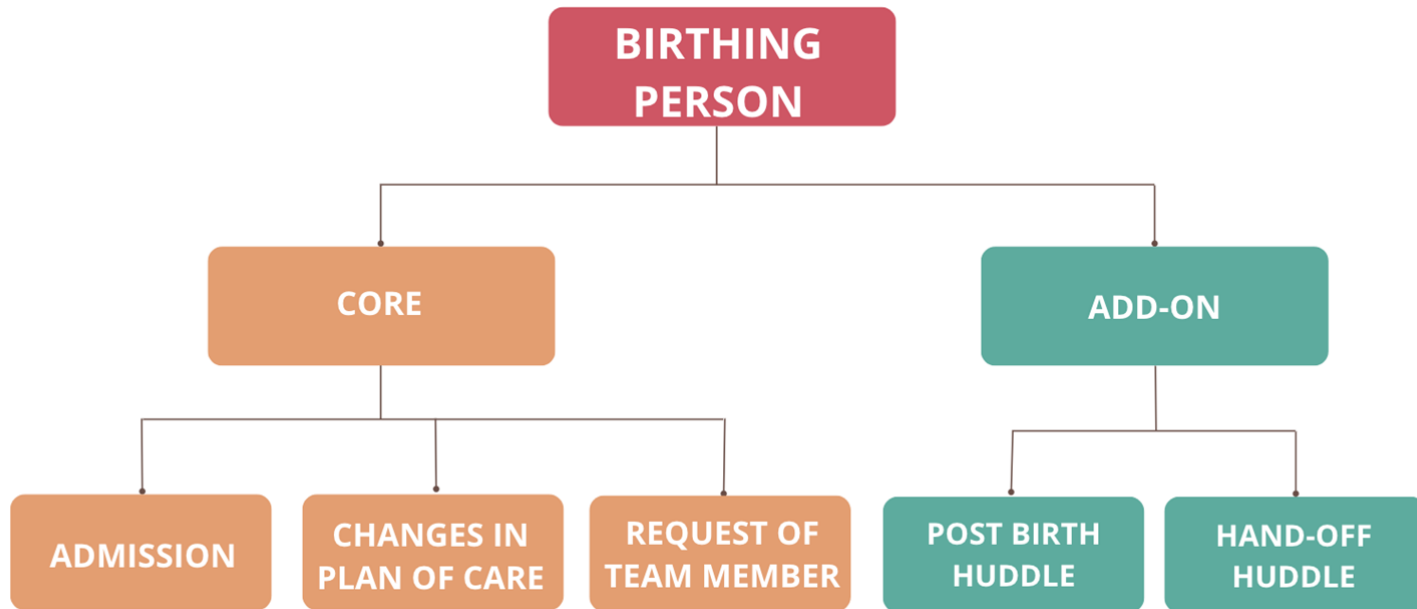 BIRTHING
PERSON
CORE
ADD-ON
ADMISSION
CHANGES IN
PLAN OF CARE
REQUEST OF
TEAM MEMBER
POST BIRTH
HUDDLE
HAND-OFF
HUDDLE